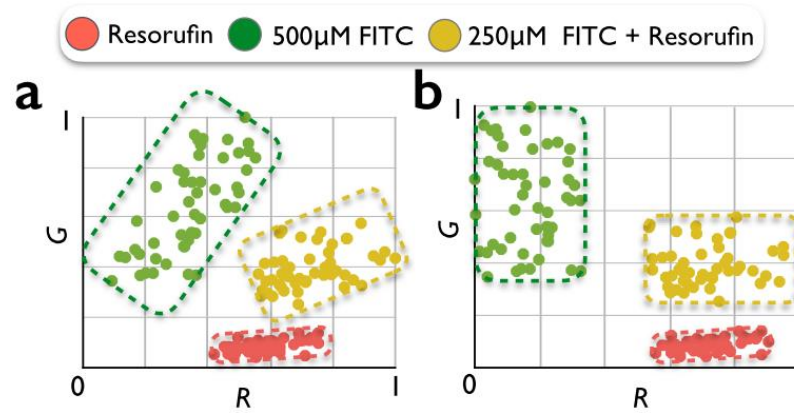 Resorufin 500µM FITC 250µM FITC + Resorufin
a b
1 1
G G
0 1 0
R R